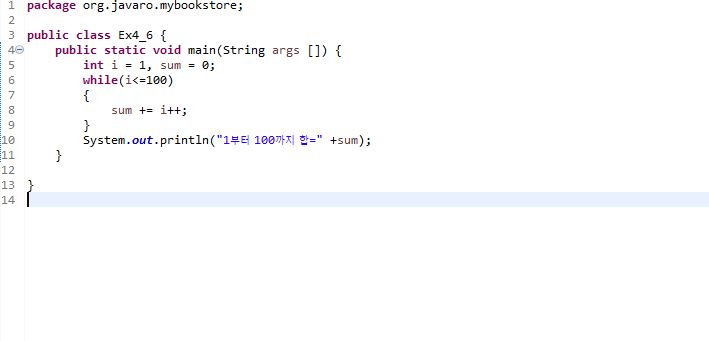 1 package org.javaro.mybookstore;
2
3 public class Ex4_6 {
4 public static void main(String args []) {
5 int i = 1, sum = 0;
6 while(i<=100)
7 {
8 sum += i++;
9 }
10 System.out.println("1부터 100까지 합=" +sum);
11 }
12
13 }
14